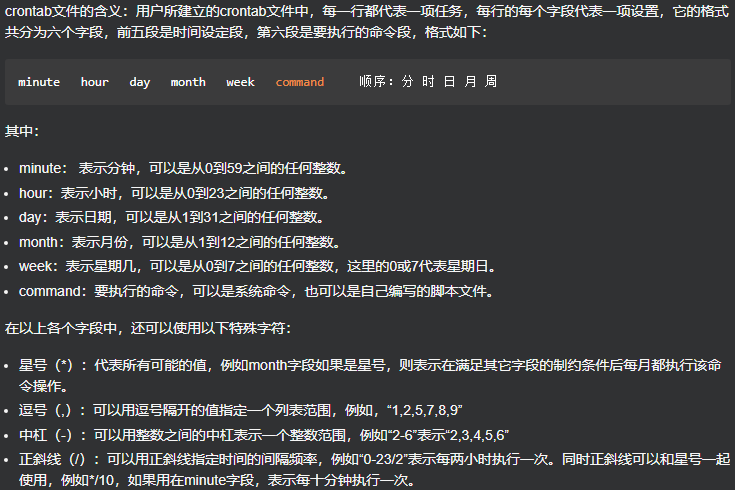 crontab文件的含义：用户所建立的crontab文件中，每一行都代表一项任务，每行的每个字段代表一项设置，它的格式
共分为六个字段，前五段是时间设定段，第六段是要执行的命令段，格式如下：
minute hour day month week command 顺序：分 时 日 月 周
其中：
minute： 表示分钟，可以是从0到59之间的任何整数。
hour：表示小时，可以是从0到23之间的任何整数。
day：表示日期，可以是从1到31之间的任何整数。
month：表示月份，可以是从1到12之间的任何整数。
week：表示星期几，可以是从0到7之间的任何整数，这里的0或7代表星期日。
command：要执行的命令，可以是系统命令，也可以是自己编写的脚本文件。
在以上各个字段中，还可以使用以下特殊字符：
星号（*）：代表所有可能的值，例如month字段如果是星号，则表示在满足其它字段的制约条件后每月都执行该命
令操作。
逗号（,）：可以用逗号隔开的值指定一个列表范围，例如，“1,2,5,7,8,9”
中杠（-）：可以用整数之间的中杠表示一个整数范围，例如“2-6”表示“2,3,4,5,6”
正斜线（/）：可以用正斜线指定时间的间隔频率，例如“0-23/2”表示每两小时执行一次。同时正斜线可以和星号一起
使用，例如*/10，如果用在minute字段，表示每十分钟执行一次。